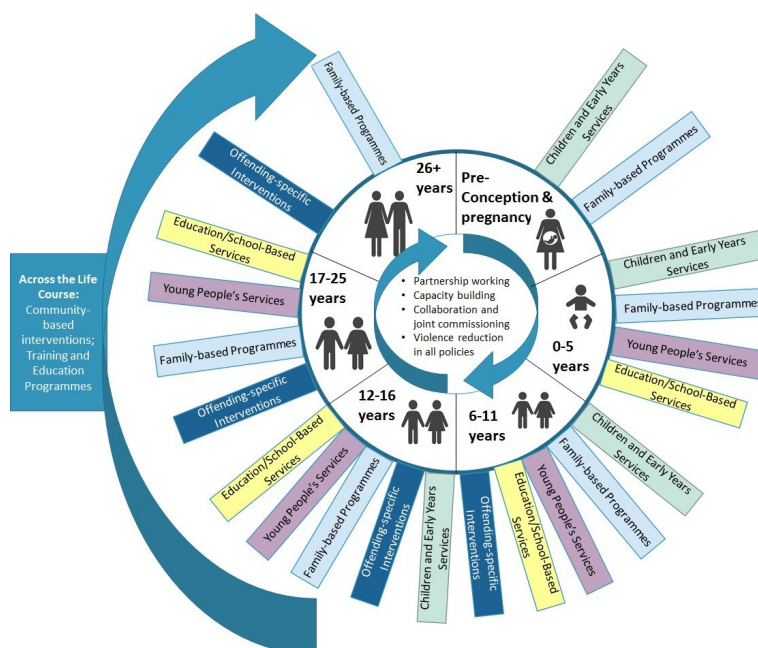 Across the Life
Course:
Community-
based
interventions;
Training and
Education
Programmes
26+
years
Family-based Programmes
Offending-specific
Interventions
Pre-
Conception &
pregnancy
Children and Early Years
Services
Family-based Programmes
0-5
years
Children and Early Years
Services
Family-based Programmes
Young People's Services
Education/School-Based
Services
6-11
years
Children and Early Years
Services
Family-based Programmes
Young People's Services
Education/School-Based
Services
Offending-specific
Interventions
12-16
years
Children and Early Years
Services
Offending-specific
Interventions
Family-based Programmes
Young People's Services
Education/School-Based
Services
17-25
years
Offending-specific
Interventions
Family-based Programmes
Young People's Services
Education/School-Based
Services
• Partnership working
• Capacity building
• Collaboration and
joint commissioning
• Violence reduction
in all policies